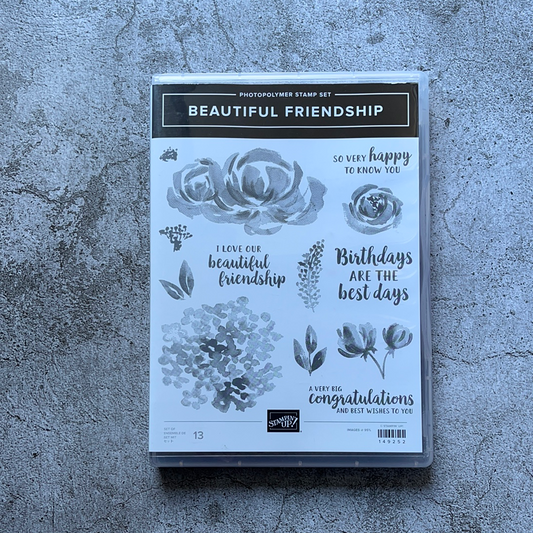 PHOTOPOLYMER STAMP SET
BEAUTIFUL FRIENDSHIP
SO VERY happy
TO KNOW YOU
I LOVE OUR
beautiful
friendship
Birthdays
ARE THE
best days
A VERY BIG
congratulations
AND BEST WISHES TO YOU
STAMPIN' UP!
13
149252